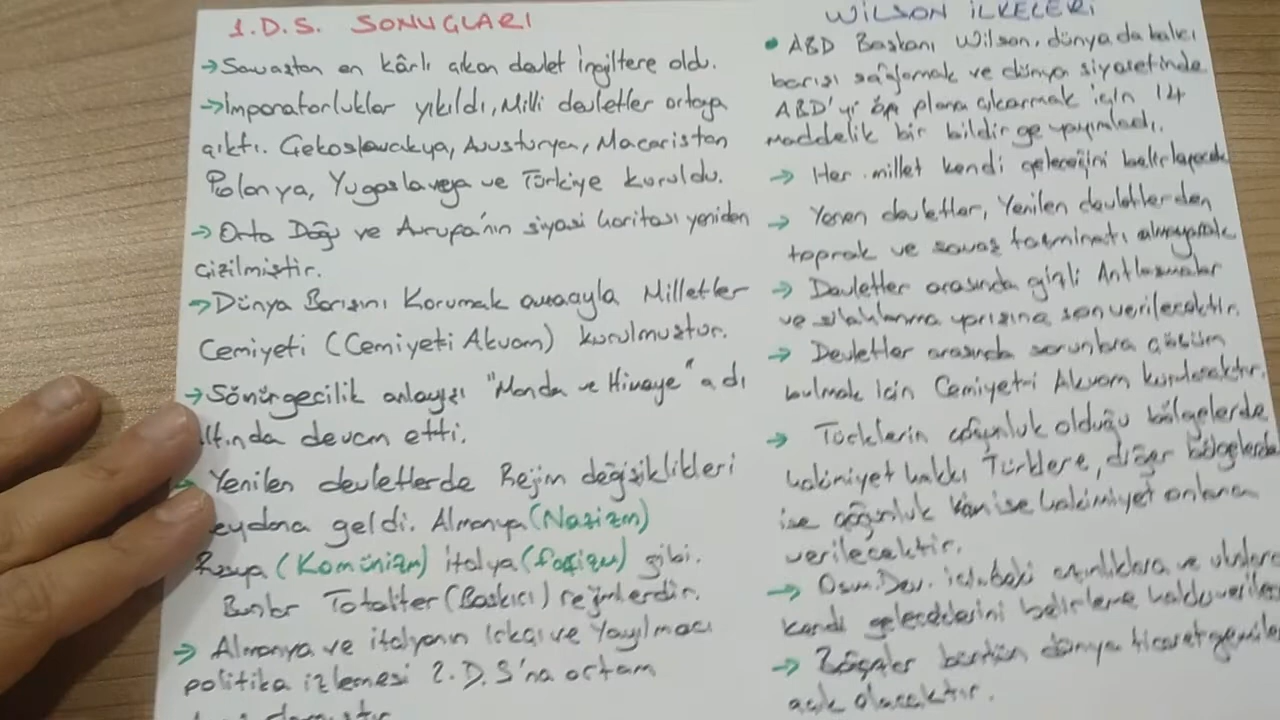 1.D.S. SONUÇLARI
→ Savaştan en kârlı çıkan devlet İngiltere oldu.
→ İmparatorluklar yıkıldı, Milli devletler ortaya
çıktı. Çekoslovakya, Avusturya, Macaristan
Polonya, Yugoslavya ve Türkiye kuruldu.
→ Orta Doğu ve Avrupa'nın siyasi haritası yeniden
çizilmiştir.
→ Dünya Barışını Korumak amacıyla Milletler
Cemiyeti (Cemiyeti Akvam) kurulmuştur.
→ Sömürgecilik anlayışı "Manda ve Himaye" adı
altında devam etti.
→ Yenilen devletlerde Rejim değişiklikleri
meydana geldi. Almanya (Nazizm)
Rusya (Komünizm) İtalya (Faşizm) gibi.
Bunlar Totaliter (Baskıcı) rejimlerdir.
→ Almanya ve İtalyanın işgal ve Yayılmacı
politika izlemesi 2.D.S'na ortam
WİLSON İLKELERİ
• ABD Başkanı Wilson, dünyada kalıcı
barışı sağlamak ve dünya siyasetinde
ABD'yi ön plana çıkarmak için 14
maddelik bir bildirge yayımladı.
→ Her millet kendi geleceğini belirleyecek
→ Yenen devletler, Yenilen devletlerden
toprak ve savaş tazminatı almayacak
→ Devletler arasında gizli Antlaşmalar
ve silahlanma yarışına son verilecektir.
→ Devletler arasında sorunlara çözüm
bulmak için Cemiyeti Akvam kurulacaktır.
→ Türklerin çoğunluk olduğu bölgelerde
hakimiyet hakkı Türklere, diğer bölgelerde
ise çoğunluk kim ise hakimiyet onlara
verilecektir.
→ Osm. Dev. içindeki azınlıklara ve uluslara
kendi geleceklerini belirleme hakkı verilecek
→ Boğazlar bütün dünya ticaret gemilerine
açık olacaktır.